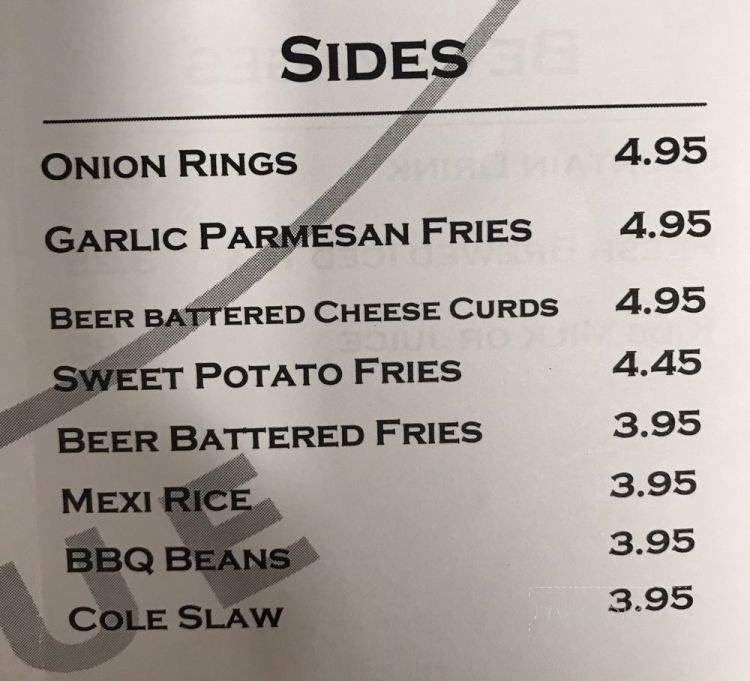 SIDES
ONION RINGS 4.95
GARLIC PARMESAN FRIES 4.95
BEER BATTERED CHEESE CURDS 4.95
SWEET POTATO FRIES 4.45
BEER BATTERED FRIES 3.95
MEXI RICE 3.95
BBQ BEANS 3.95
COLE SLAW 3.95
UE